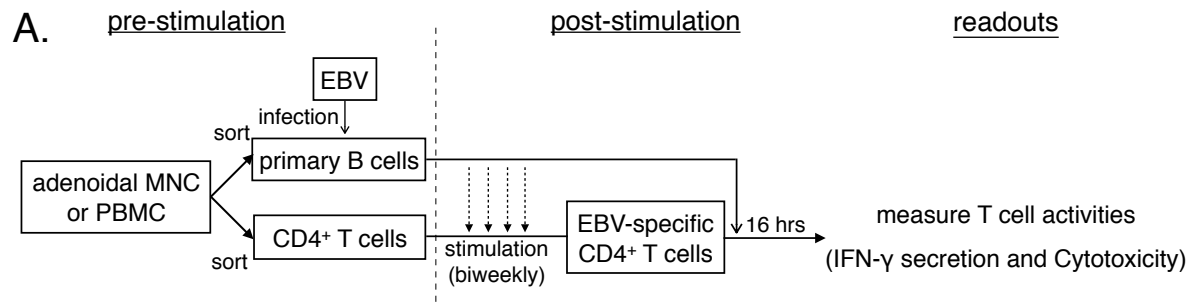 A.
pre-stimulation
post-stimulation
readouts
EBV
infection
sort
primary B cells
adenoidal MNC
or PBMC
CD4⁺ T cells
sort
stimulation
(biweekly)
EBV-specific
CD4⁺ T cells
16 hrs
measure T cell activities
(IFN-γ secretion and Cytotoxicity)